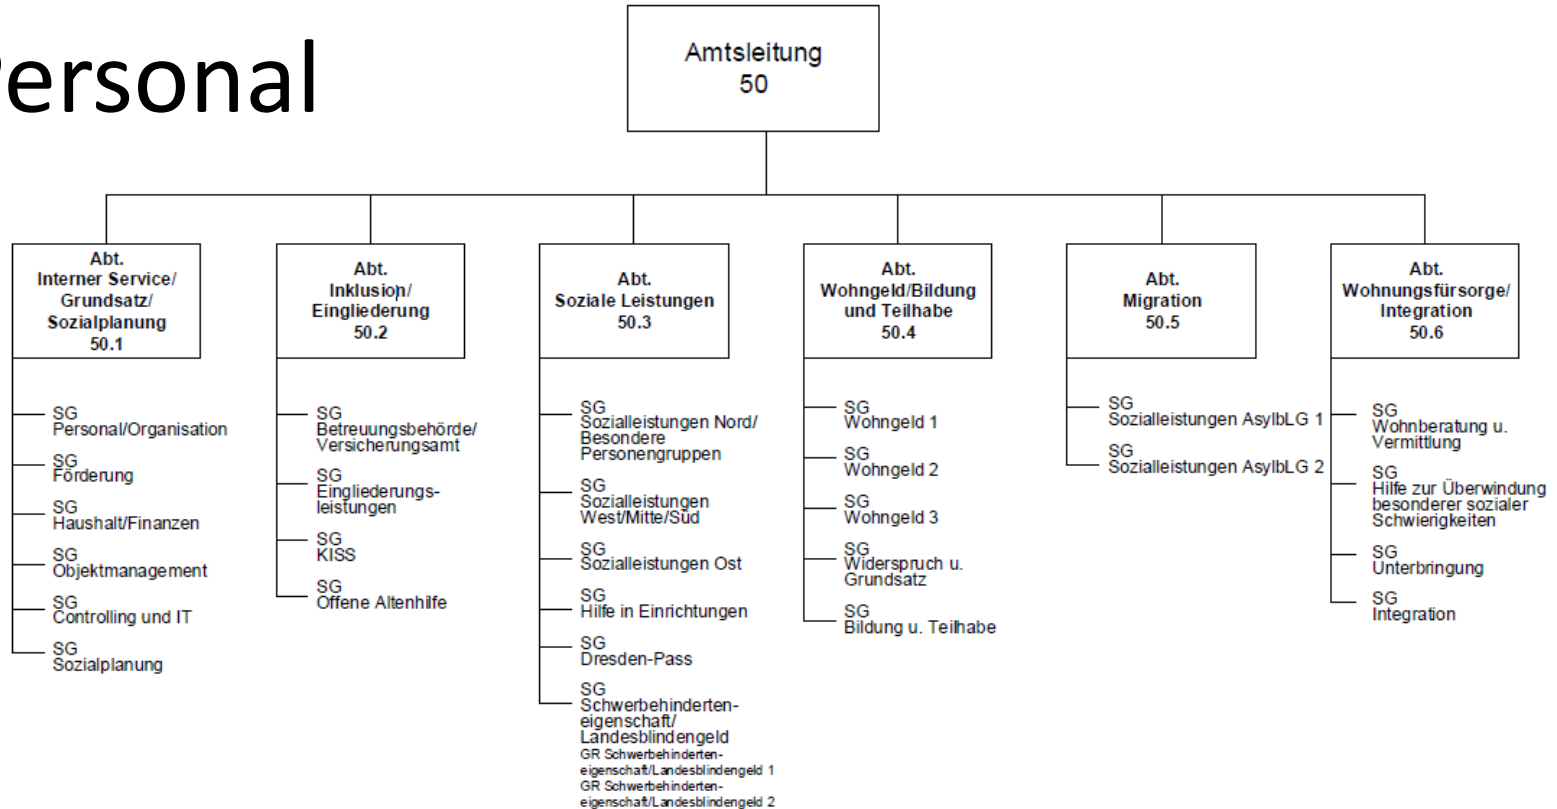 Personal
Amtsleitung
50
Abt.
Interner Service/
Grundsatz/
Sozialplanung
50.1
SG
Personal/Organisation
SG
Förderung
SG
Haushalt/Finanzen
SG
Objektmanagement
SG
Controlling und IT
SG
Sozialplanung
Abt.
Inklusion/
Eingliederung
50.2
SG
Betreuungsbehörde/
Versicherungsamt
SG
Eingliederungs-
leistungen
SG
KISS
SG
Offene Altenhilfe
Abt.
Soziale Leistungen
50.3
SG
Sozialleistungen Nord/
Besondere
Personengruppen
SG
Sozialleistungen
West/Mitte/Süd
SG
Sozialleistungen Ost
SG
Hilfe in Einrichtungen
SG
Dresden-Pass
SG
Schwerbehinderten-
eigenschaft/
Landesblindengeld
GR Schwerbehinderten-
eigenschaft/Landesblindengeld 1
GR Schwerbehinderten-
eigenschaft/Landesblindengeld 2
Abt.
Wohngeld/Bildung
und Teilhabe
50.4
SG
Wohngeld 1
SG
Wohngeld 2
SG
Wohngeld 3
SG
Widerspruch u.
Grundsatz
SG
Bildung u. Teilhabe
Abt.
Migration
50.5
SG
Sozialleistungen AsylbLG 1
SG
Sozialleistungen AsylbLG 2
Abt.
Wohnungsfürsorge/
Integration
50.6
SG
Wohnberatung u.
Vermittlung
SG
Hilfe zur Überwindung
besonderer sozialer
Schwierigkeiten
SG
Unterbringung
SG
Integration